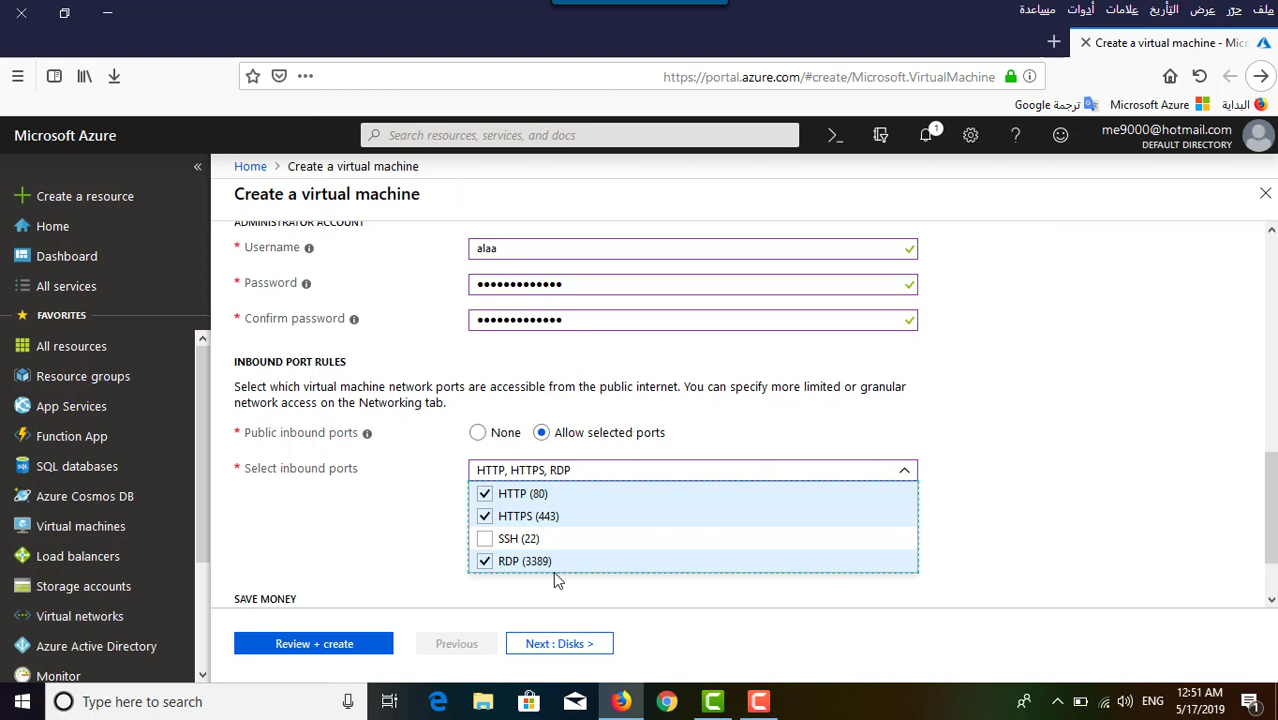 ملف حرّر عرض التأريخ علامات أدوات مساعدة
Create a virtual machine - Mic
https://portal.azure.com/#create/Microsoft.VirtualMachine
البداية Microsoft Azure ترجمة Google
Microsoft Azure
Search resources, services, and docs
1
me9000@hotmail.com
DEFAULT DIRECTORY
Home > Create a virtual machine
Create a virtual machine
Create a resource
Home
Dashboard
All services
FAVORITES
All resources
Resource groups
App Services
Function App
SQL databases
Azure Cosmos DB
Virtual machines
Load balancers
Storage accounts
Virtual networks
Azure Active Directory
Monitor
ADMINISTRATOR ACCOUNT
* Username alaa
* Password •••••••••••••
* Confirm password •••••••••••••
INBOUND PORT RULES
Select which virtual machine network ports are accessible from the public internet. You can specify more limited or granular
network access on the Networking tab.
* Public inbound ports None Allow selected ports
* Select inbound ports HTTP, HTTPS, RDP
HTTP (80)
HTTPS (443)
SSH (22)
RDP (3389)
SAVE MONEY
Review + create Previous Next : Disks >
Type here to search
ENG
12:51 AM
5/17/2019
1